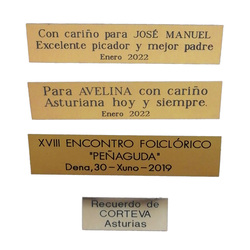 Con cariño para JOSÉ MANUEL
Excelente picador y mejor padre
Enero 2022
Para AVELINA con cariño
Asturiana hoy y siempre.
Enero 2022
XVIII ENCONTRO FOLCLÓRICO
"PEÑAGUDA"
Dena,30-Xuno-2019
Recuerdo de
CORTEVA
Asturias